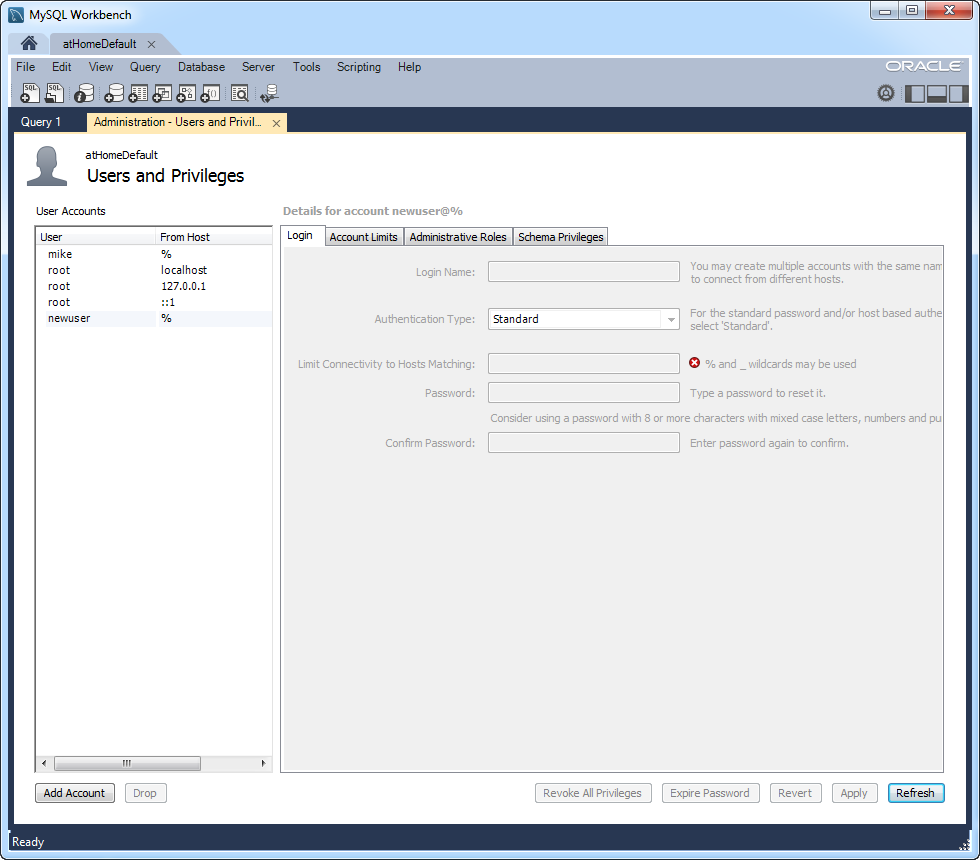 MySQL Workbench
atHomeDefault
File Edit View Query Database Server Tools Scripting Help
ORACLE
SQL SQL
Query 1 Administration - Users and Privil...
atHomeDefault
Users and Privileges
User Accounts
Details for account newuser@%
User From Host
mike %
root localhost
root 127.0.0.1
root ::1
newuser %
Login Account Limits Administrative Roles Schema Privileges
Login Name:
You may create multiple accounts with the same nam
to connect from different hosts.
Authentication Type: Standard
For the standard password and/or host based authe
select 'Standard'.
Limit Connectivity to Hosts Matching: % and _ wildcards may be used
Password: Type a password to reset it.
Consider using a password with 8 or more characters with mixed case letters, numbers and pu
Confirm Password: Enter password again to confirm.
Add Account Drop Revoke All Privileges Expire Password Revert Apply Refresh
Ready